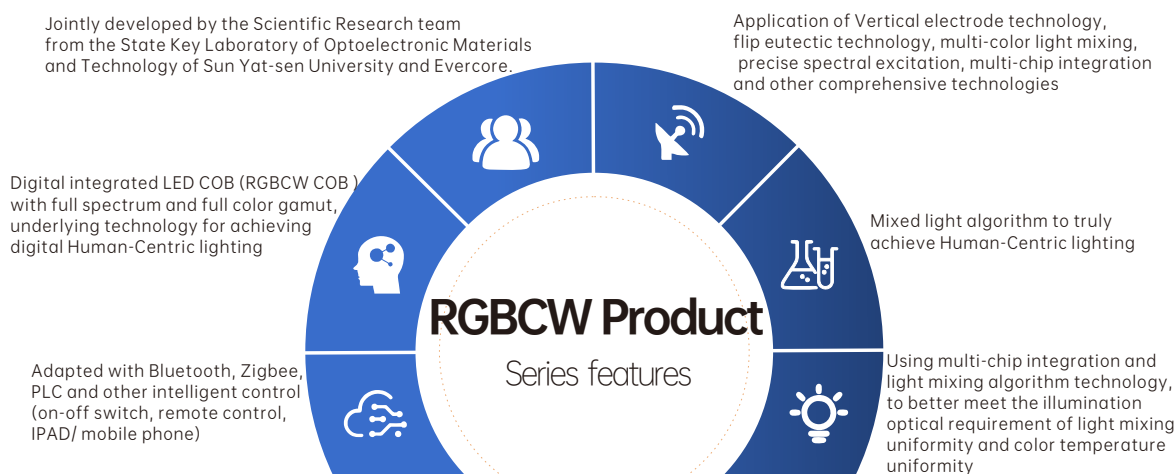 Jointly developed by the Scientific Research team
from the State Key Laboratory of Optoelectronic Materials
and Technology of Sun Yat-sen University and Evercore.
Application of Vertical electrode technology,
flip eutectic technology, multi-color light mixing,
precise spectral excitation, multi-chip integration
and other comprehensive technologies
Digital integrated LED COB (RGBCW COB )
with full spectrum and full color gamut,
underlying technology for achieving
digital Human-Centric lighting
Mixed light algorithm to truly
achieve Human-Centric lighting
RGBCW Product
Series features
Adapted with Bluetooth, Zigbee,
PLC and other intelligent control
(on-off switch, remote control,
IPAD/ mobile phone)
Using multi-chip integration and
light mixing algorithm technology,
to better meet the illumination
optical requirement of light mixing
uniformity and color temperature
uniformity